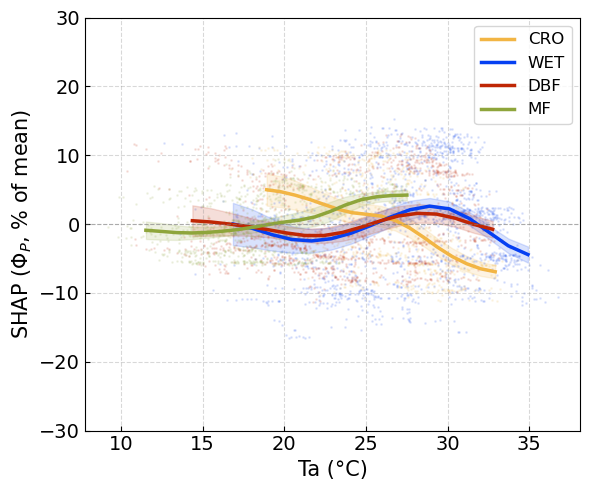 30
20
10
0
−10
−20
−30
SHAP (Φ_P, % of mean)
CRO
WET
DBF
MF
10 15 20 25 30 35
Ta (°C)